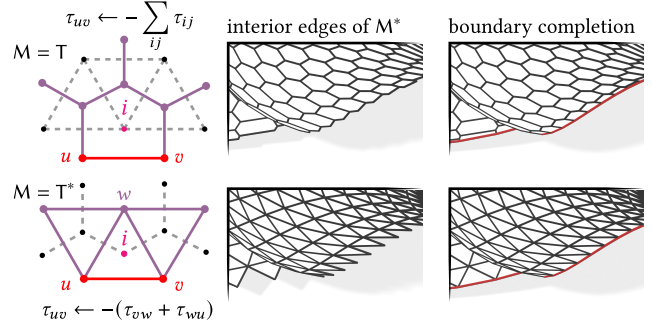 τ_uv ← − ∑_ij τ_ij
interior edges of M*
boundary completion
M = T
i
u
v
M = T*
w
i
u
v
τ_uv ← −(τ_vw + τ_wu)